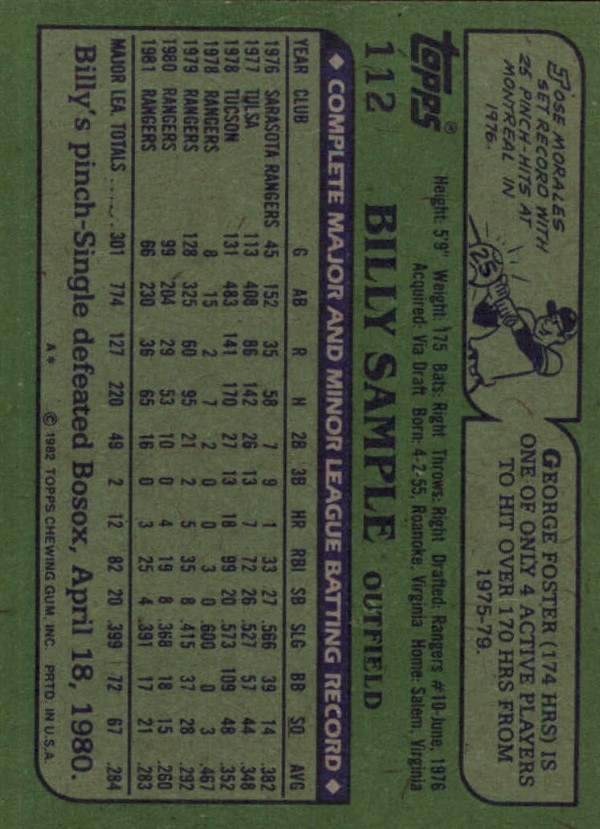 JOSE MORALES
SET RECORD WITH
25 PINCH-HITS AT
MONTREAL IN
1976.
25
GEORGE FOSTER (174 HRS) IS
ONE OF ONLY 4 ACTIVE PLAYERS
TO HIT OVER 170 HRS FROM
1975-79.
topps®
112 BILLY SAMPLE OUTFIELD
Height: 5'9" Weight: 175 Bats: Right Throws: Right Drafted: Rangers #10-June, 1976
Acquired: Via Draft Born: 4-2-55, Roanoke, Virginia Home: Salem, Virginia
◆ COMPLETE MAJOR AND MINOR LEAGUE BATTING RECORD ◆
YEAR CLUB G AB R H 2B 3B HR RBI SB SLG BB SO AVG
1976 SARASOTA RANGERS 45 152 35 58 7 9 1 33 27 .566 39 14 .382
1977 TULSA 113 408 86 142 26 13 7 72 26 .527 57 44 .348
1978 TUCSON 131 483 141 170 27 13 18 99 20 .573 109 48 .352
1978 RANGERS 8 15 2 7 2 0 0 3 0 .600 0 3 .467
1979 RANGERS 128 325 60 95 21 2 5 35 8 .415 37 28 .292
1980 RANGERS 99 204 29 53 10 0 4 19 8 .368 18 15 .260
1981 RANGERS 66 230 36 65 16 0 3 25 4 .391 17 21 .283
MAJOR LEA. TOTALS ..... 301 774 127 220 49 2 12 82 20 .399 72 67 .284
Billy's pinch-Single defeated Bosox, April 18, 1980.
A* © 1982 TOPPS CHEWING GUM, INC. PRTD. IN U.S.A.